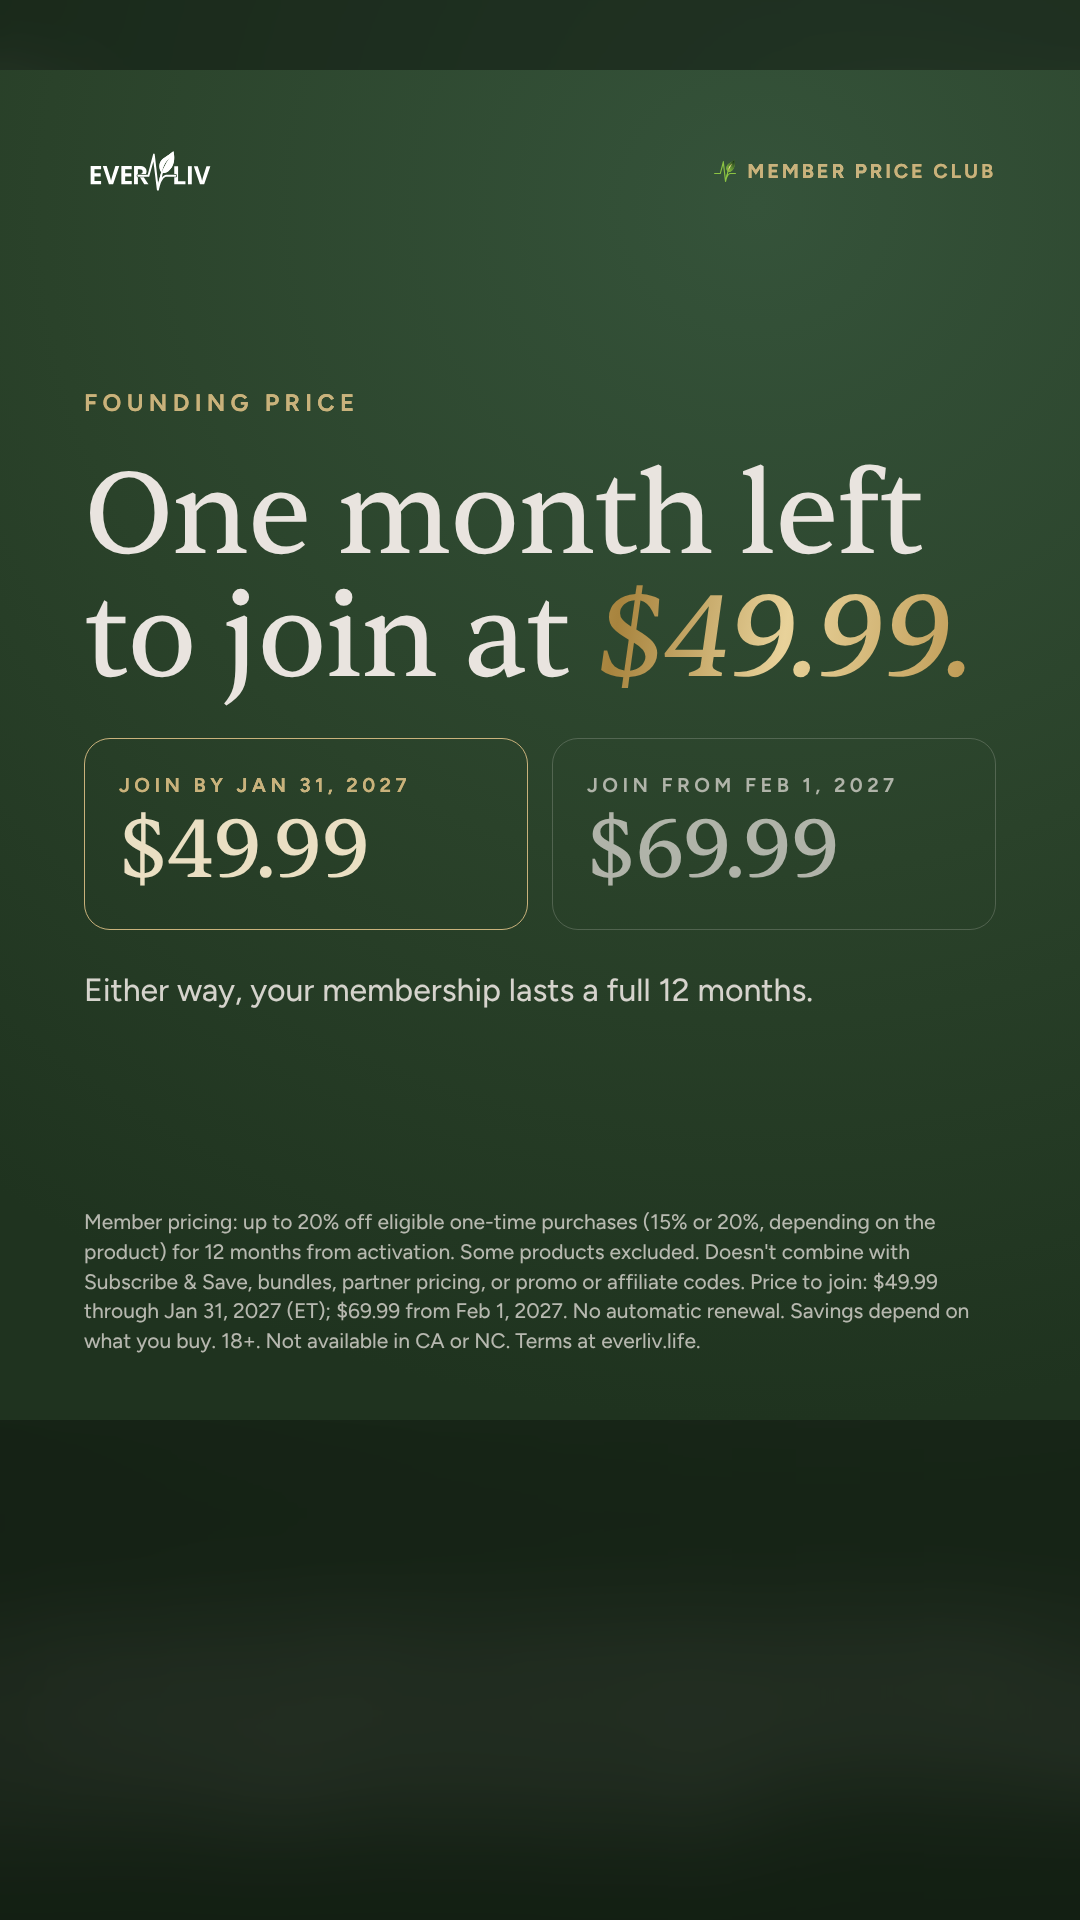 EVERLIV
MEMBER PRICE CLUB
FOUNDING PRICE
One month left
to join at $49.99.
JOIN BY JAN 31, 2027
$49.99
JOIN FROM FEB 1, 2027
$69.99
Either way, your membership lasts a full 12 months.
Member pricing: up to 20% off eligible one-time purchases (15% or 20%, depending on the
product) for 12 months from activation. Some products excluded. Doesn't combine with
Subscribe & Save, bundles, partner pricing, or promo or affiliate codes. Price to join: $49.99
through Jan 31, 2027 (ET); $69.99 from Feb 1, 2027. No automatic renewal. Savings depend on
what you buy. 18+. Not available in CA or NC. Terms at everliv.life.